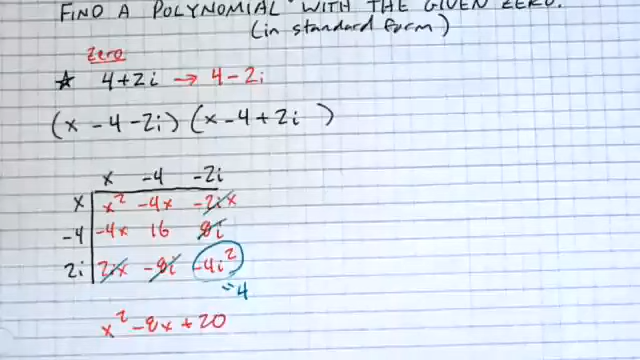 FIND A POLYNOMIAL WITH THE GIVEN ZERO.
(in standard form)
Zero
☆ 4+2i → 4-2i
(x -4-2i) (x-4+2i )
x -4 -2i
x x² -4x -2ix
-4 -4x 16 8i
2i 2ix -8i -4i²
=4
x² -8x +20